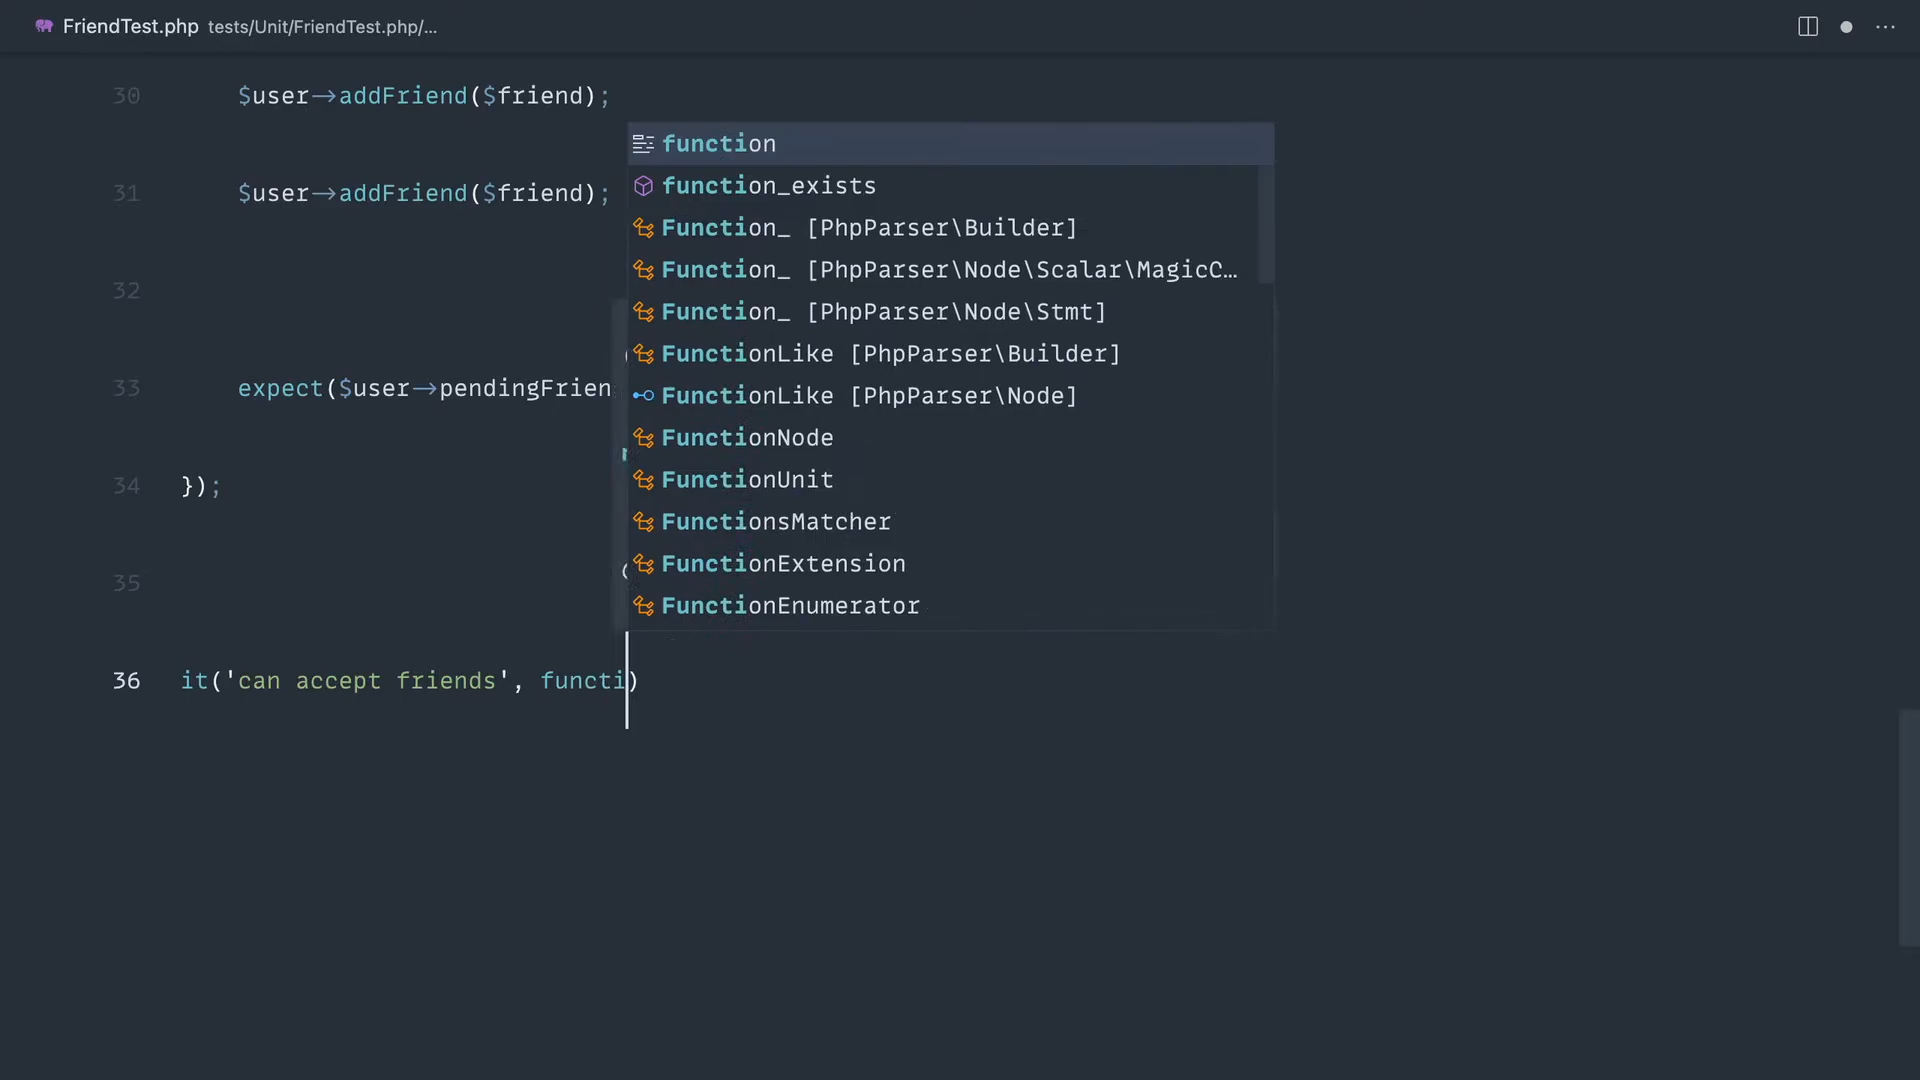 FriendTest.php tests/Unit/FriendTest.php/...
30 $user->addFriend($friend);
function
function_exists
31 $user->addFriend($friend);
Function_ [PhpParser\Builder]
Function_ [PhpParser\Node\Scalar\MagicC…
32
Function_ [PhpParser\Node\Stmt]
FunctionLike [PhpParser\Builder]
33 expect($user->pendingFrien
FunctionLike [PhpParser\Node]
FunctionNode
34 });
FunctionUnit
FunctionsMatcher
FunctionExtension
35
FunctionEnumerator
36 it('can accept friends', functi)